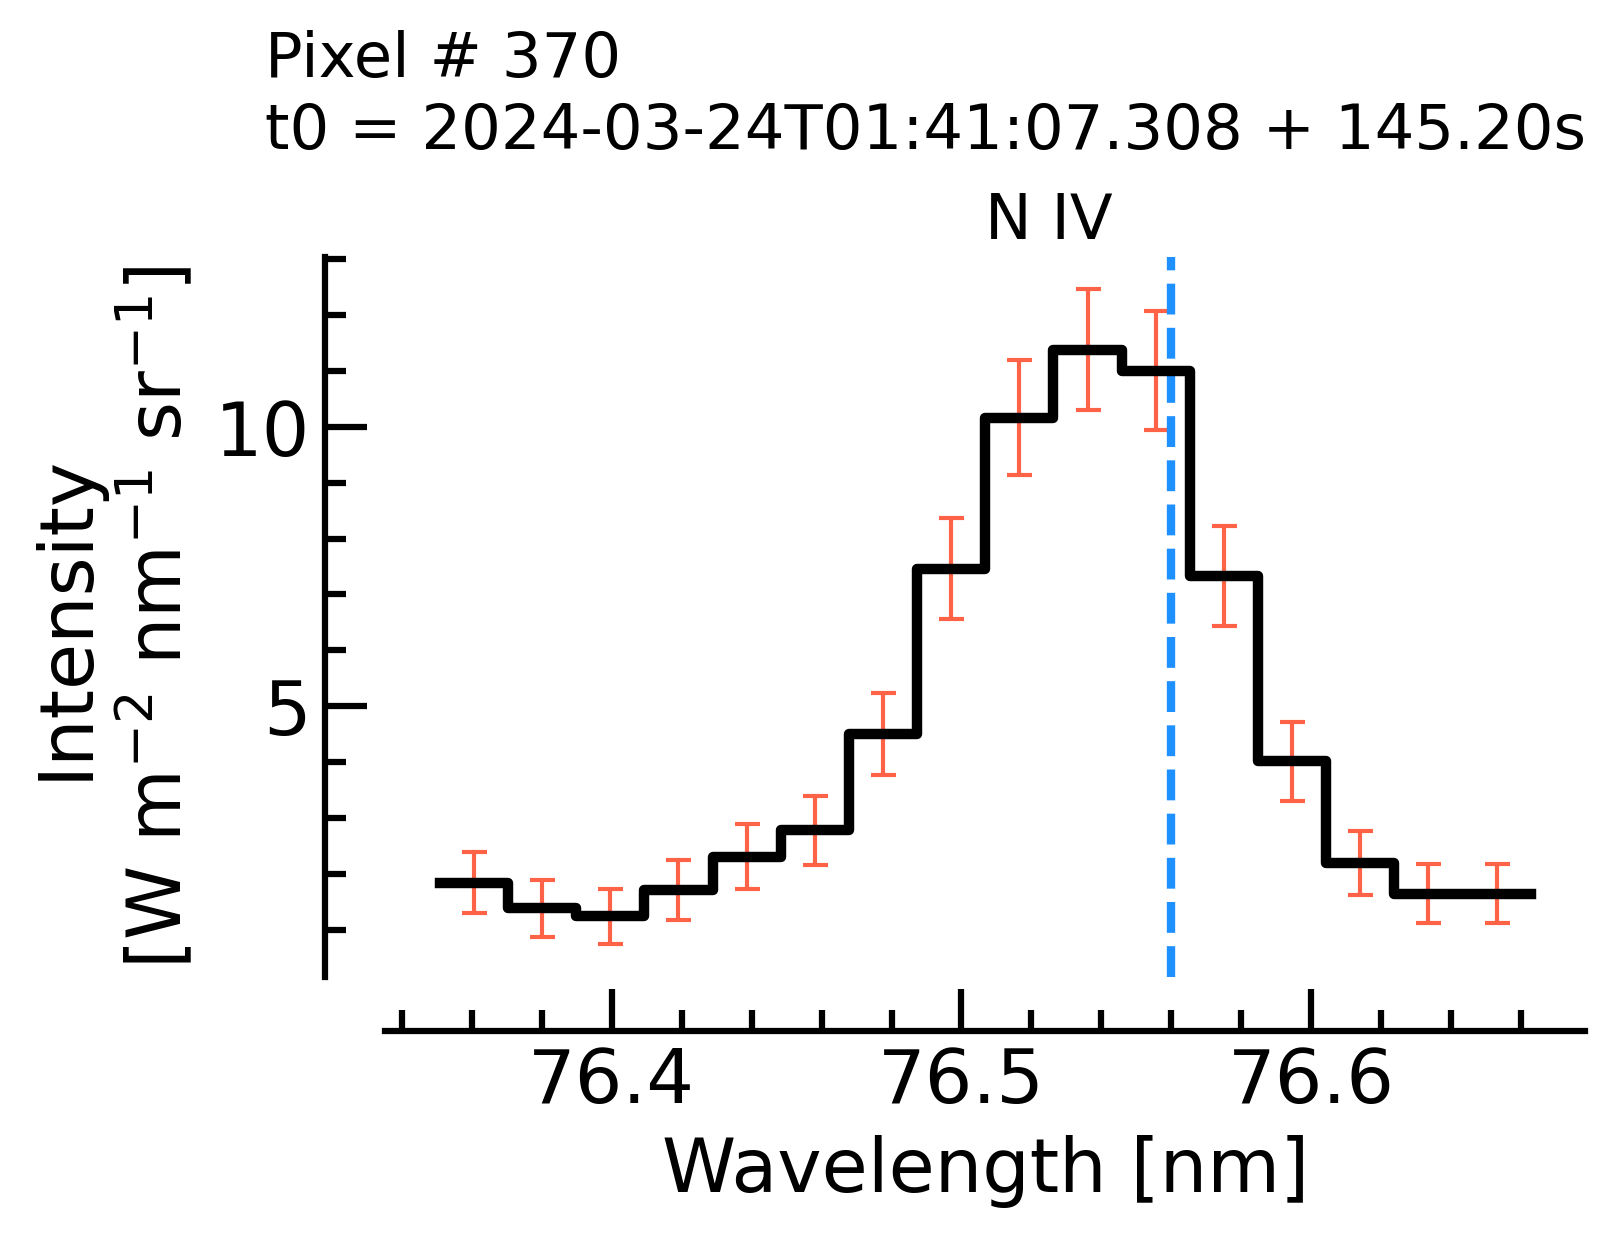 Pixel # 370
t0 = 2024-03-24T01:41:07.308 + 145.20s
N IV
Intensity
[W m⁻² nm⁻¹ sr⁻¹]
10
5
76.4 76.5 76.6
Wavelength [nm]